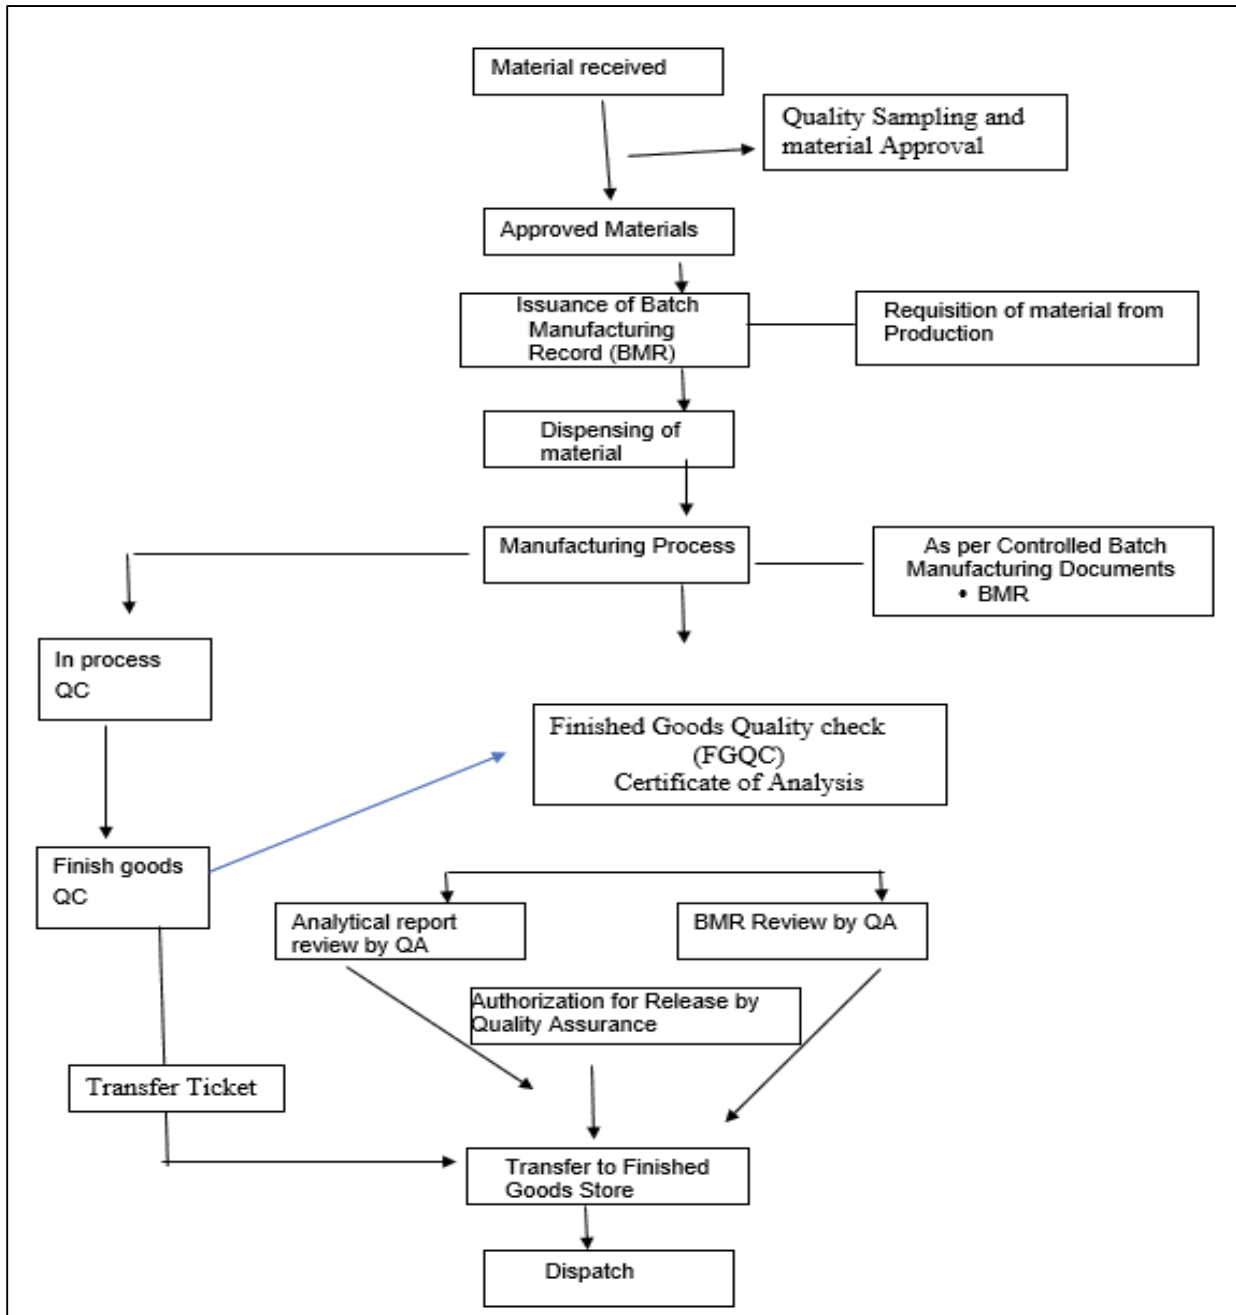 Material received
Quality Sampling and
material Approval
Approved Materials
Issuance of Batch
Manufacturing
Record (BMR)
Requisition of material from
Production
Dispensing of
material
Manufacturing Process
As per Controlled Batch
Manufacturing Documents
• BMR
In process
QC
Finished Goods Quality check
(FGQC)
Certificate of Analysis
Finish goods
QC
Analytical report
review by QA
BMR Review by QA
Authorization for Release by
Quality Assurance
Transfer Ticket
Transfer to Finished
Goods Store
Dispatch